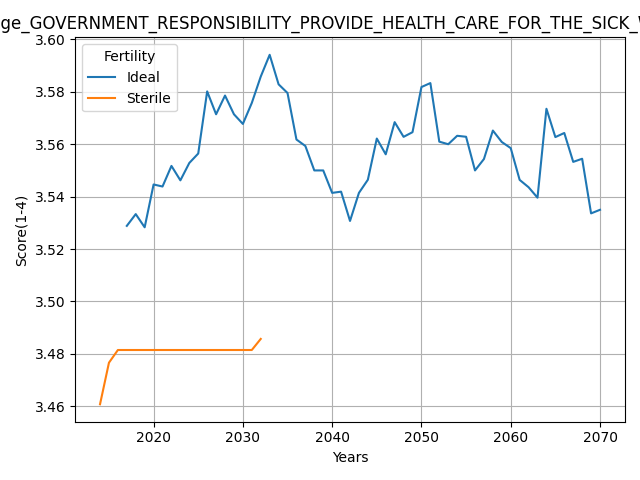 ge_GOVERNMENT_RESPONSIBILITY_PROVIDE_HEALTH_CARE_FOR_THE_SICK_
Fertility
Ideal
Sterile
Score(1-4)
3.60
3.58
3.56
3.54
3.52
3.50
3.48
3.46
2020 2030 2040 2050 2060 2070
Years